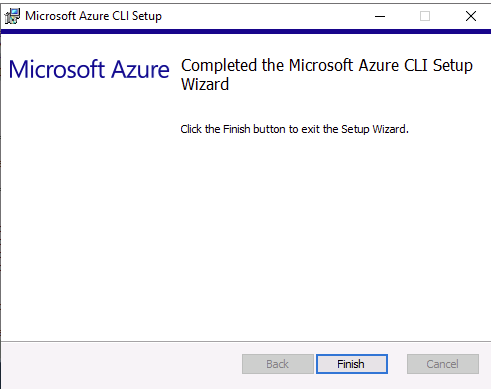 Microsoft Azure CLI Setup
Microsoft Azure
Completed the Microsoft Azure CLI Setup
Wizard
Click the Finish button to exit the Setup Wizard.
Back
Finish
Cancel